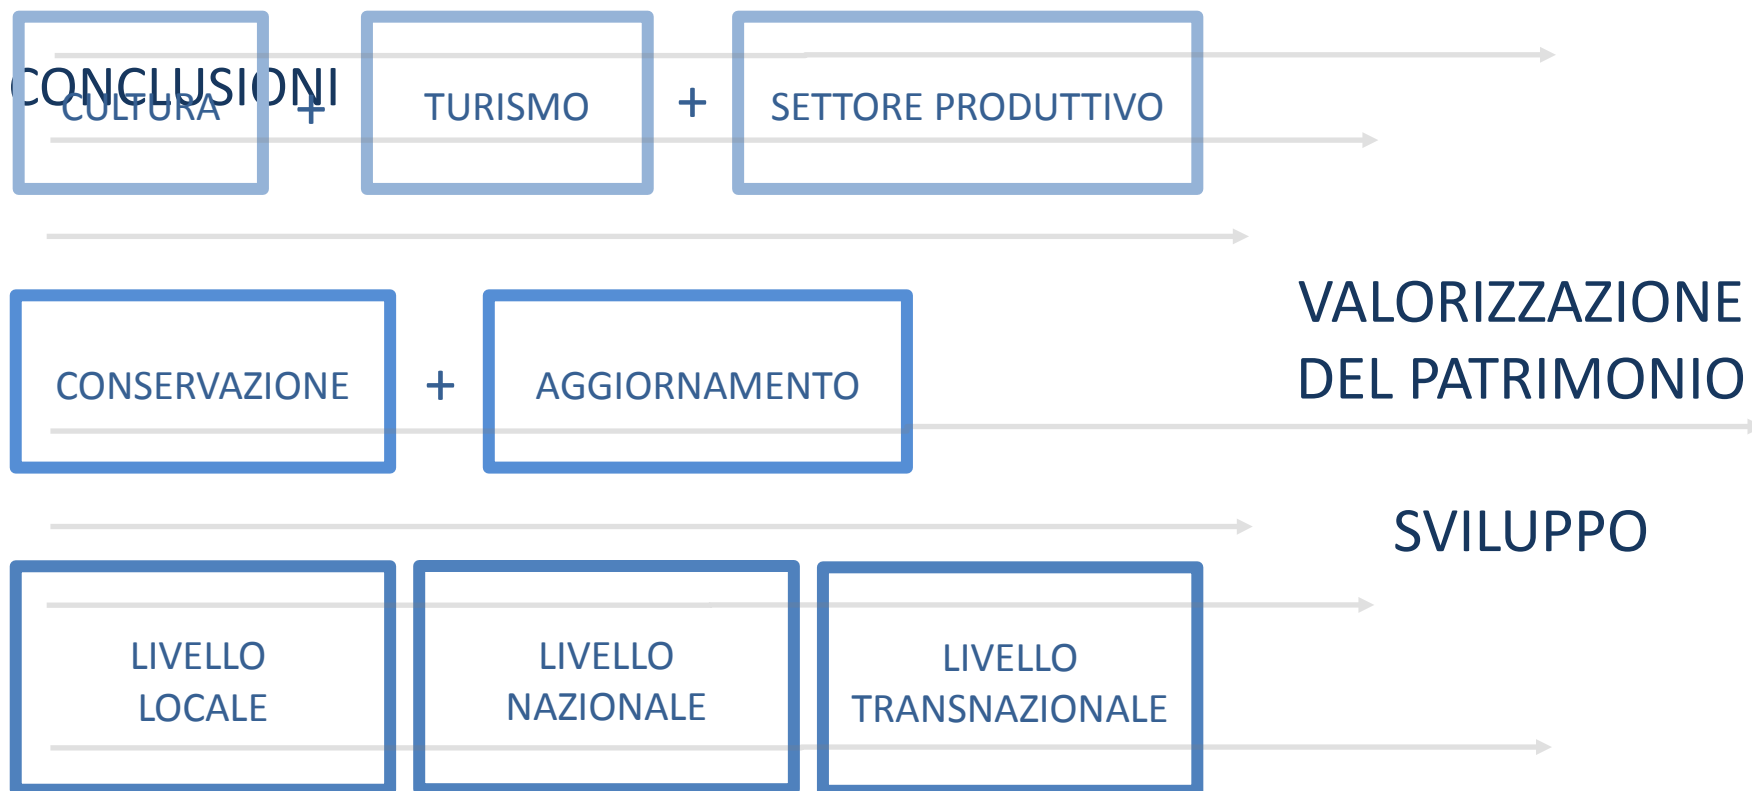 CONCLUSIONI
CULTURA + TURISMO + SETTORE PRODUTTIVO
VALORIZZAZIONE
DEL PATRIMONIO
CONSERVAZIONE + AGGIORNAMENTO
SVILUPPO
LIVELLO
LOCALE
LIVELLO
NAZIONALE
LIVELLO
TRANSNAZIONALE